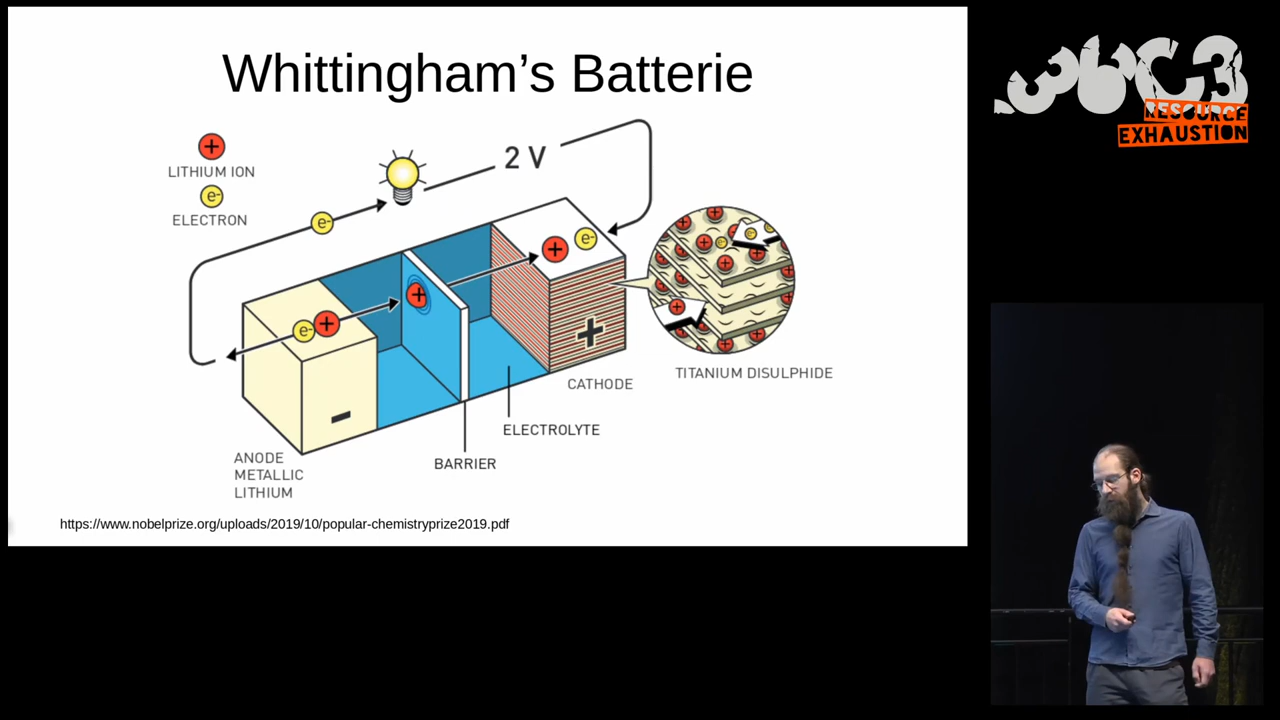 Whittingham's Batterie
36C3
RESOURCE
EXHAUSTION
+
LITHIUM ION
e-
ELECTRON
2 V
e-
+
e-
e-
+
+
+
-
TITANIUM DISULPHIDE
CATHODE
ELECTROLYTE
BARRIER
ANODE
METALLIC
LITHIUM
https://www.nobelprize.org/uploads/2019/10/popular-chemistryprize2019.pdf